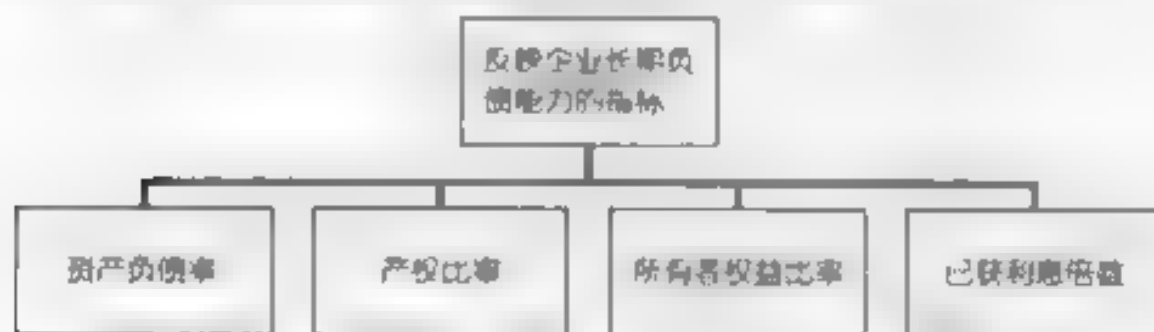 反映企业长期负
债能力的指标
资产负债率
产权比率
所有者权益比率
已获利息倍数